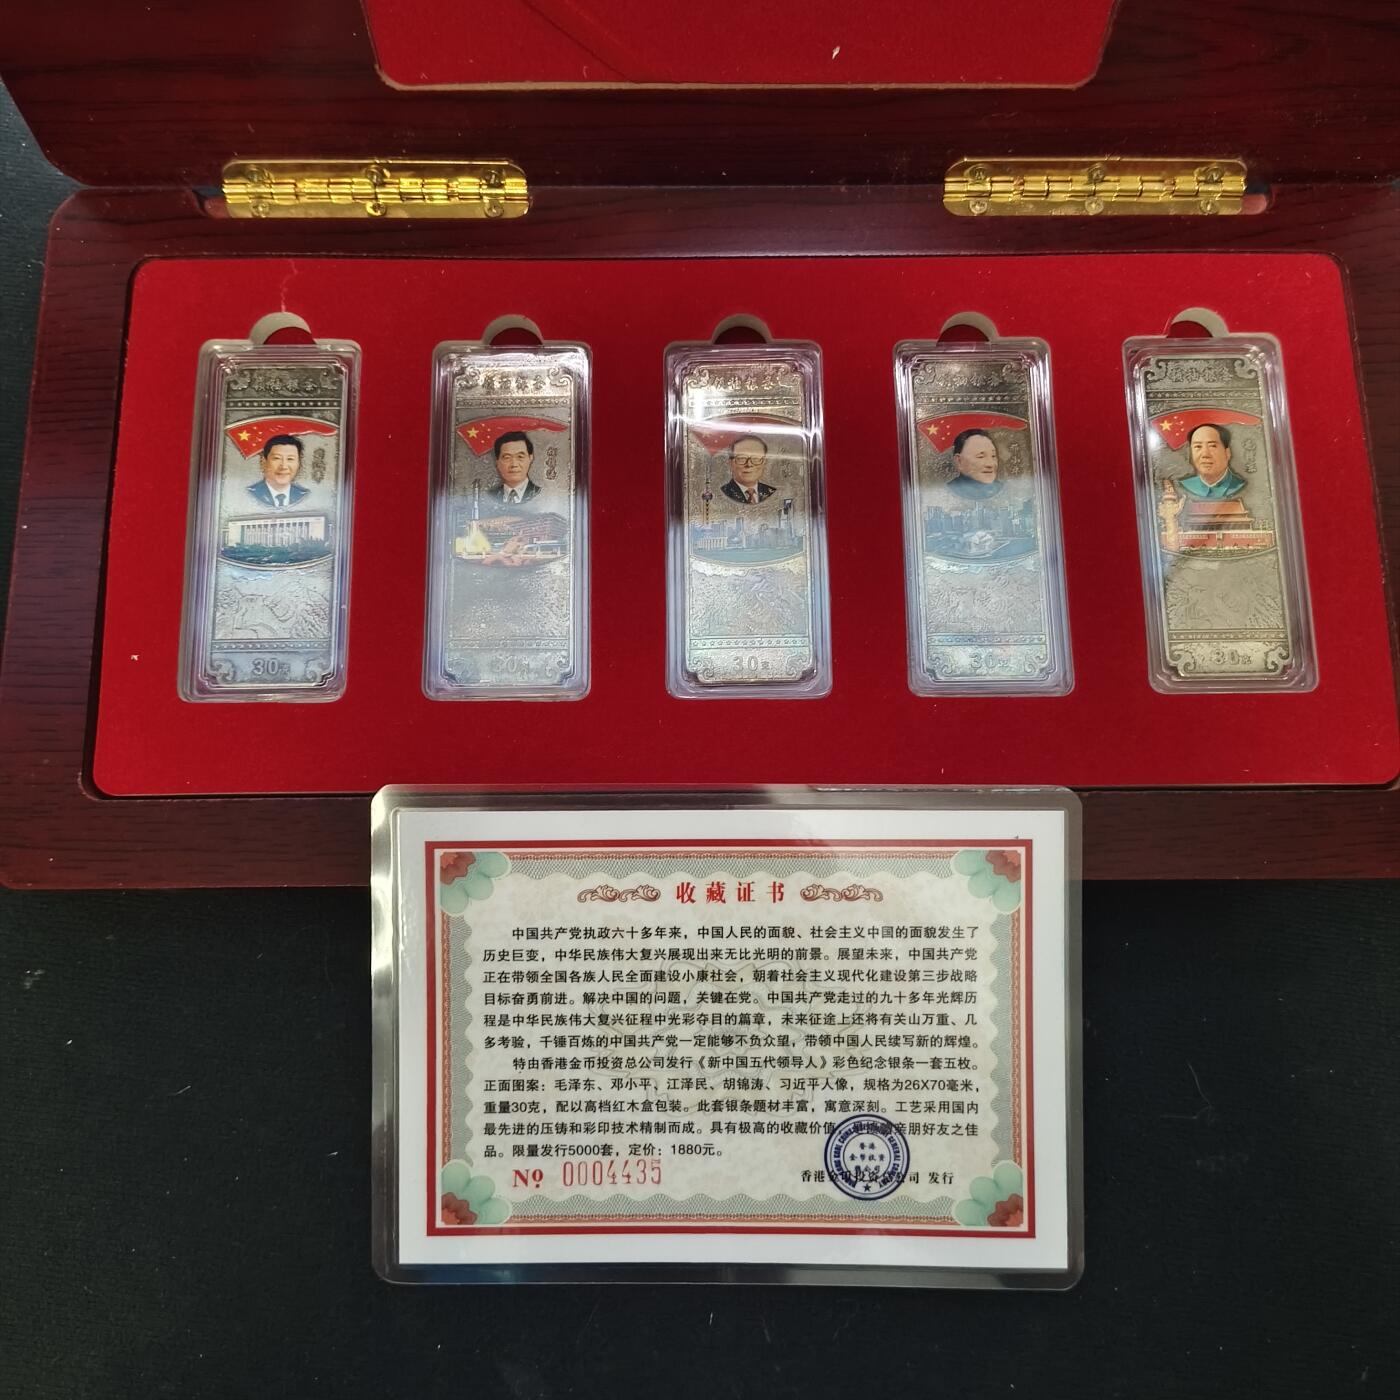 30克
30克
30克
30克
30克
收藏证书
中国共产党执政六十多年来，中国人民的面貌、社会主义中国的面貌发生了
历史巨变，中华民族伟大复兴展现出来无比光明的前景。展望未来，中国共产党
正在带领全国各族人民全面建设小康社会，朝着社会主义现代化建设第三步战略
目标奋勇前进。解决中国的问题，关键在党。中国共产党走过的九十多年光辉历
程是中华民族伟大复兴征程中光彩夺目的篇章，未来征途上还将有关山万重、几
多考验，千锤百炼的中国共产党一定能够不负众望，带领中国人民续写新的辉煌。
特由香港金币投资总公司发行《新中国五代领导人》彩色纪念银条一套五枚。
正面图案：毛泽东、邓小平、江泽民、胡锦涛、习近平人像，规格为26X70毫米，
重量30克，配以高档红木盒包装。此套银条题材丰富，寓意深刻。工艺采用国内
最先进的压铸和彩印技术精制而成。具有极高的收藏价值 亲朋好友之佳
品。限量发行5000套，定价：1880元。
No 0004435
香港金币投资总公司 发行